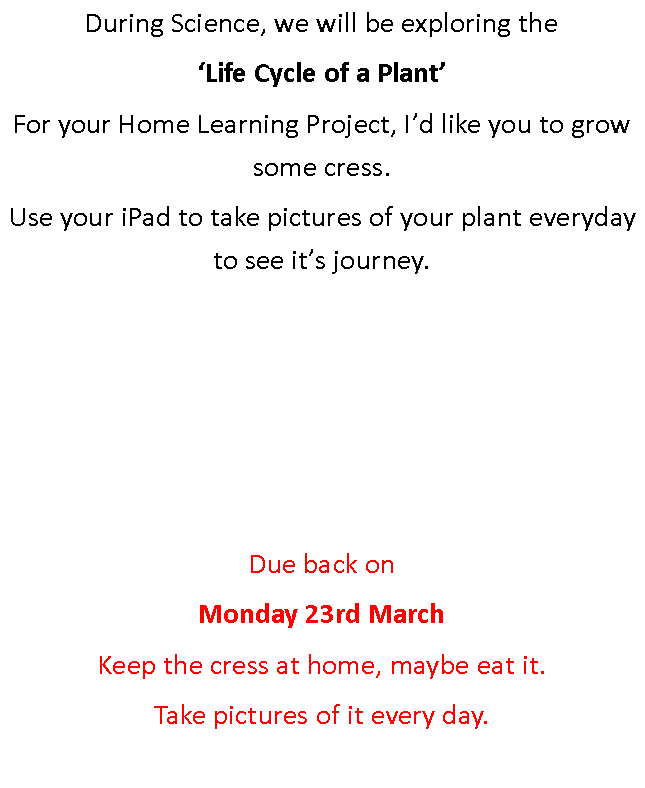 During Science, we will be exploring the
‘Life Cycle of a Plant’
For your Home Learning Project, I’d like you to grow
some cress.
Use your iPad to take pictures of your plant everyday
to see it’s journey.
Due back on
Monday 23rd March
Keep the cress at home, maybe eat it.
Take pictures of it every day.